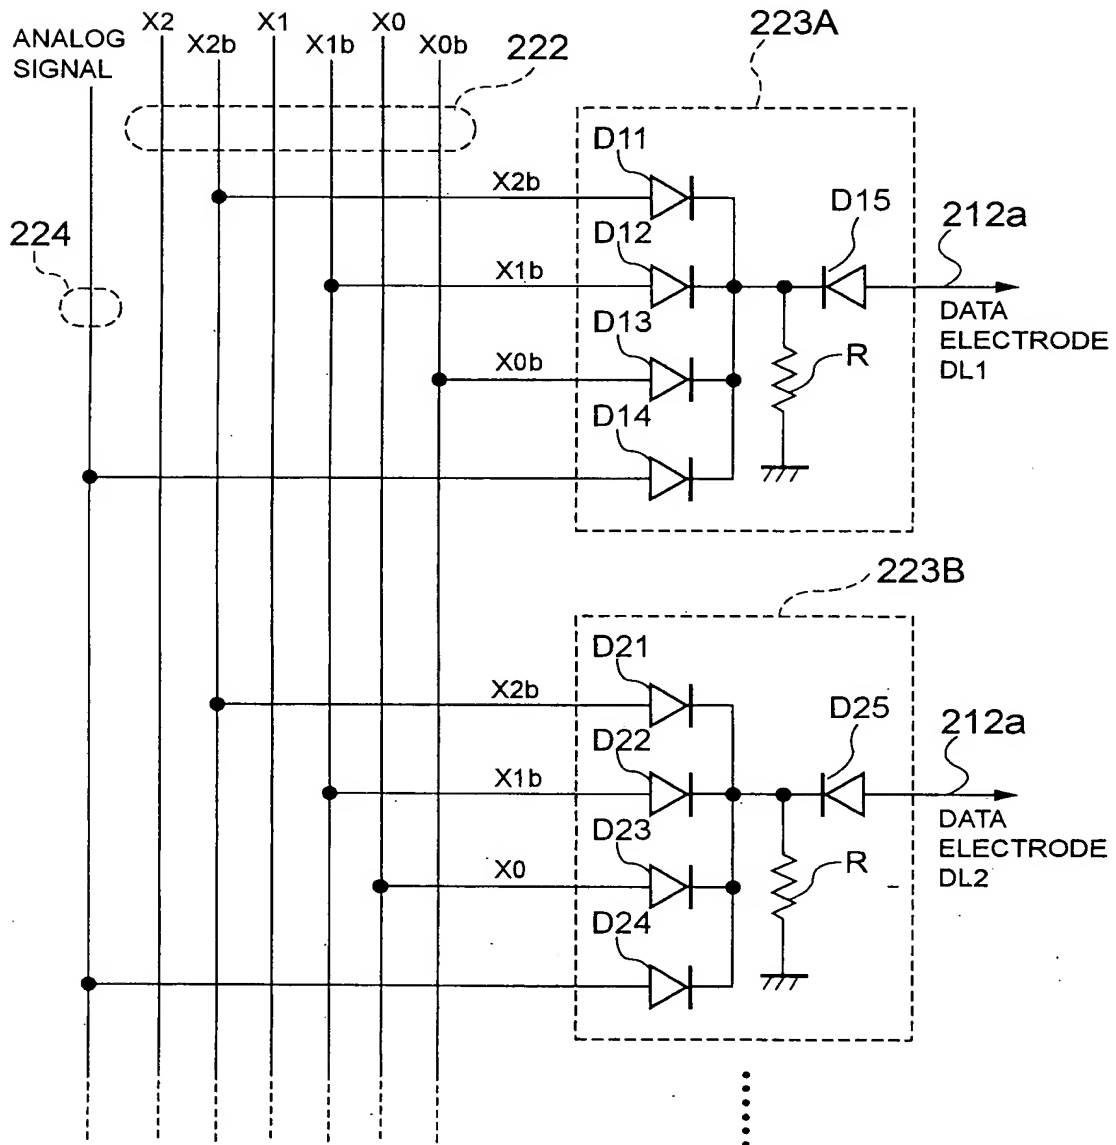 ANALOG
SIGNAL
X2
X2b
X1
X1b
X0
X0b
222
223A
224
X2b
D11
X1b
D12
X0b
D13
D14
D15
R
212a
DATA
ELECTRODE
DL1
223B
X2b
D21
X1b
D22
X0
D23
D24
D25
R
212a
DATA
ELECTRODE
DL2